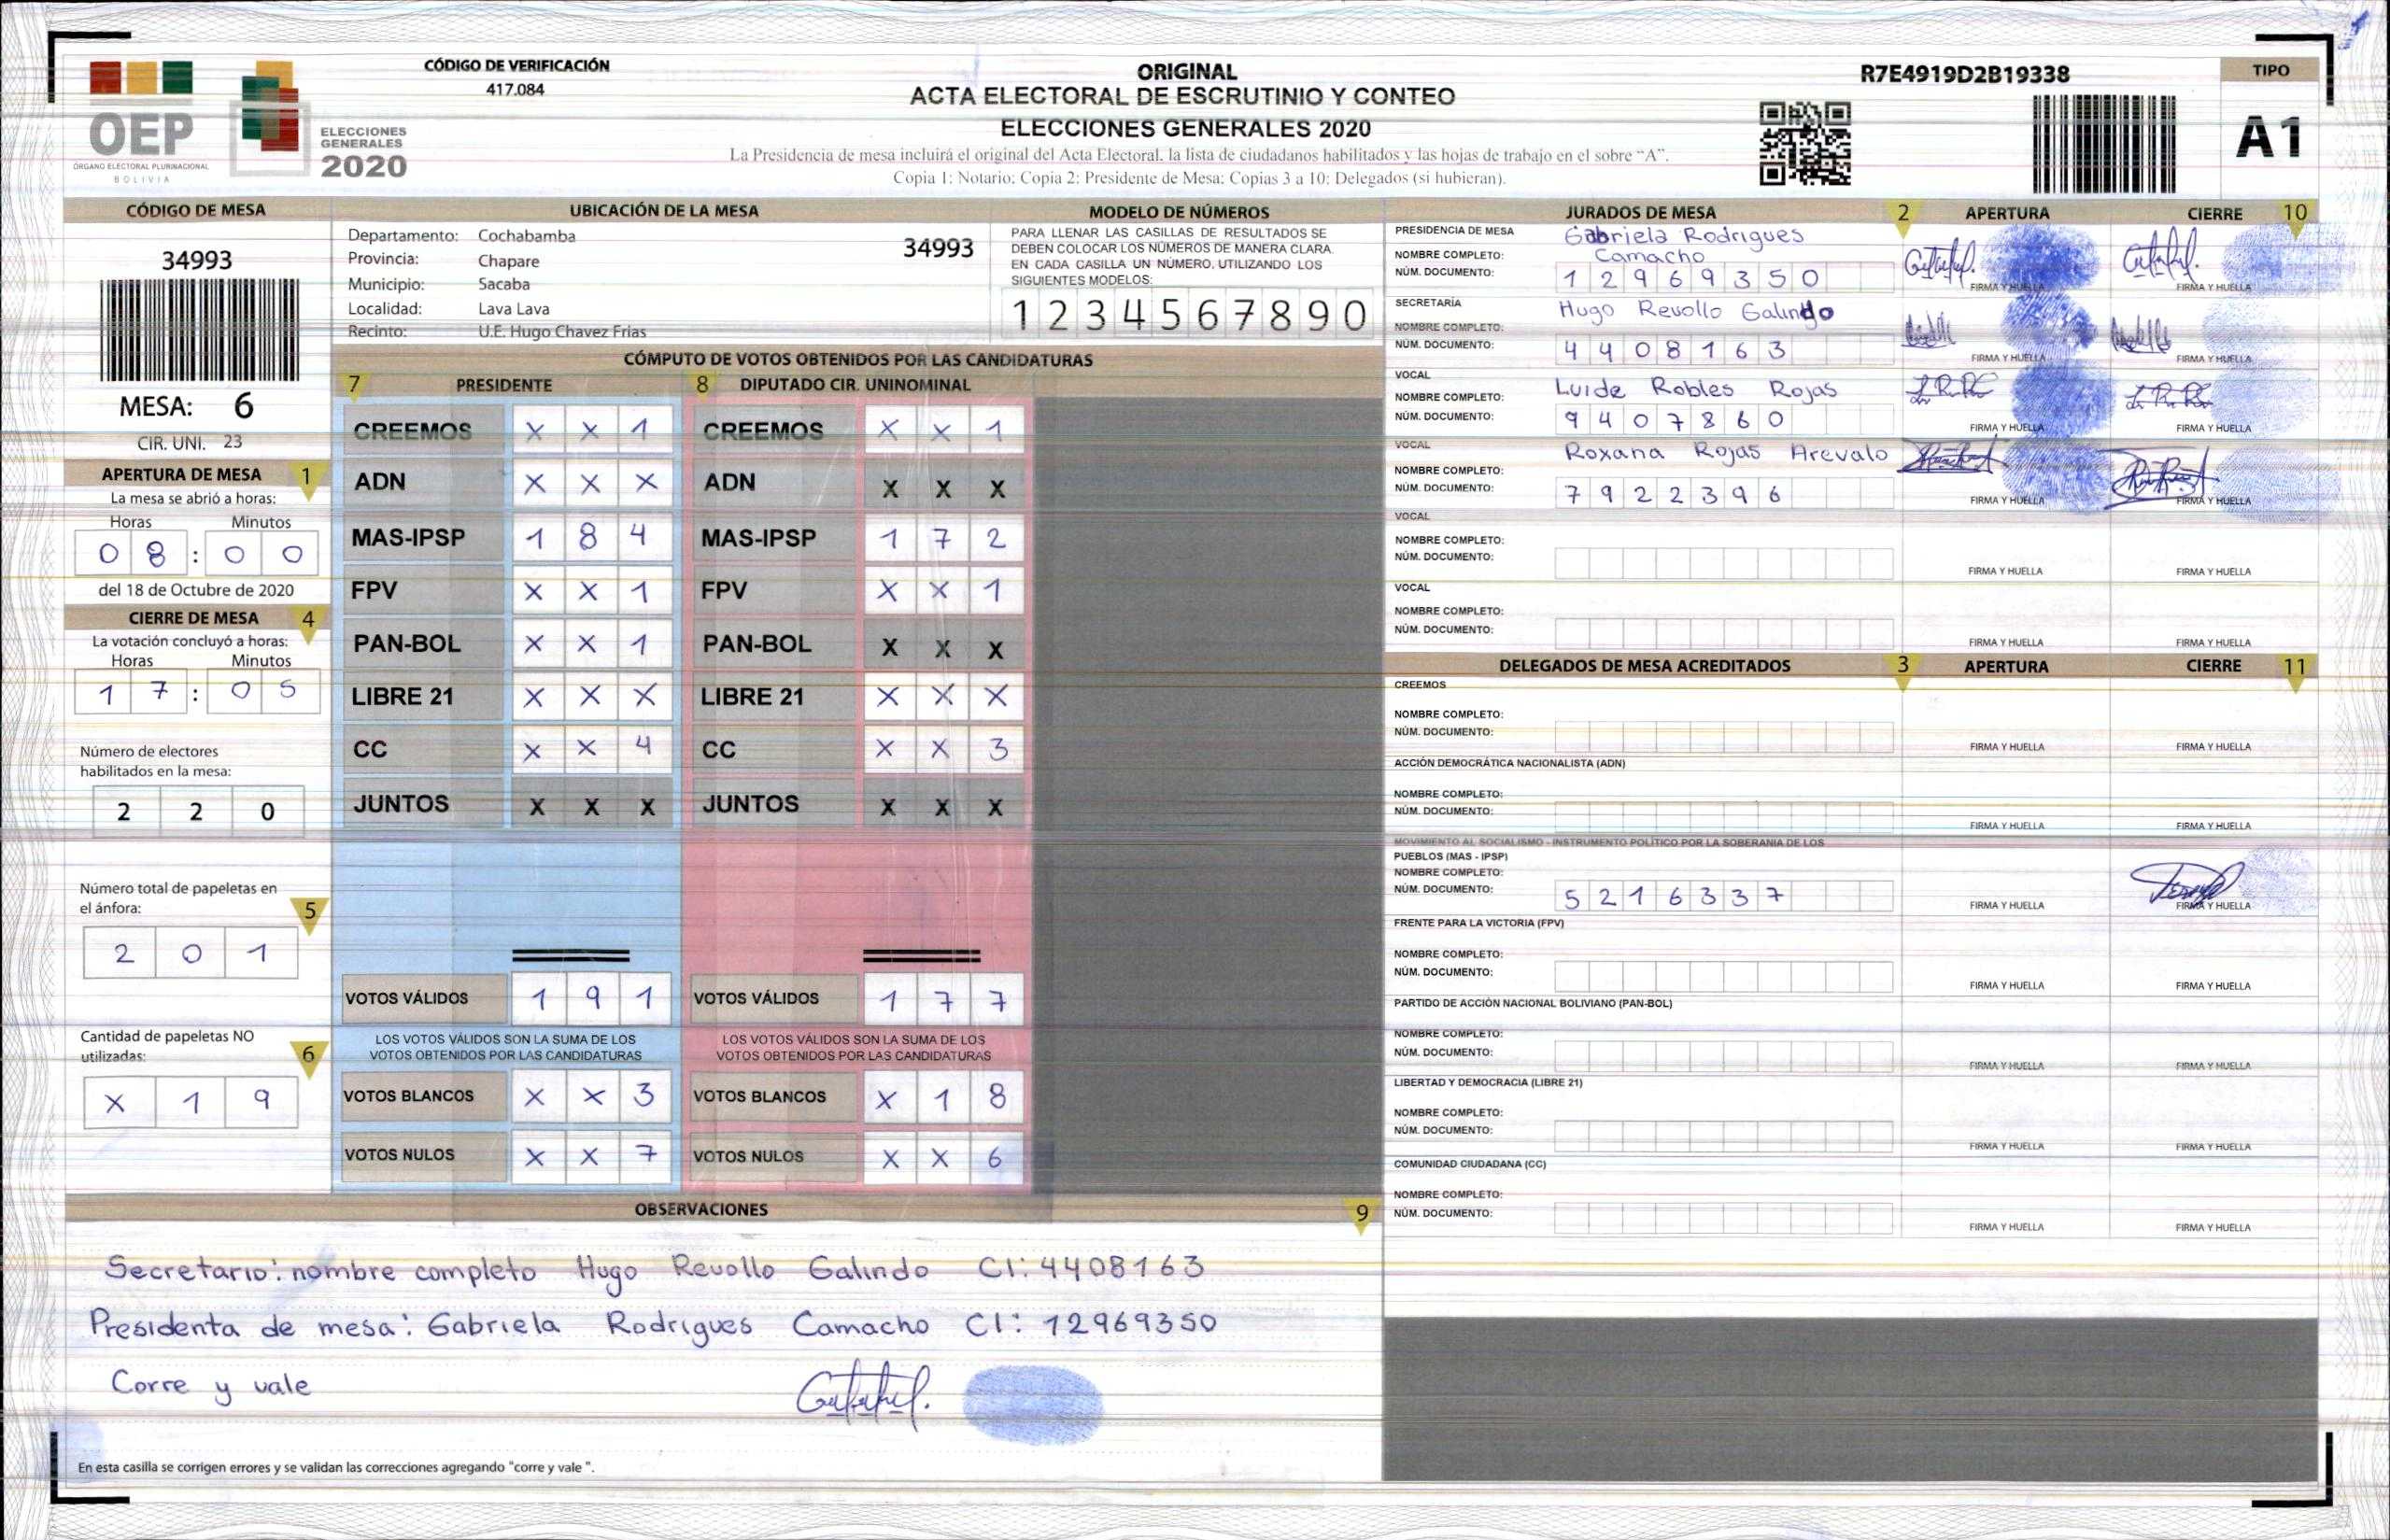 CÓDIGO DE VERIFICACIÓN
417.084
OEP
ÓRGANO ELECTORAL PLURINACIONAL
BOLIVIA
ELECCIONES
GENERALES
2020
ORIGINAL
ACTA ELECTORAL DE ESCRUTINIO Y CONTEO
ELECCIONES GENERALES 2020
La Presidencia de mesa incluirá el original del Acta Electoral, la lista de ciudadanos habilitados y las hojas de trabajo en el sobre "A".
Copia 1: Notario; Copia 2: Presidente de Mesa; Copias 3 a 10: Delegados (si hubieran).
R7E4919D2B19338
TIPO
A1
CÓDIGO DE MESA
34993
MESA: 6
CIR. UNI. 23
APERTURA DE MESA 1
La mesa se abrió a horas:
Horas Minutos
0 8 : 0 0
del 18 de Octubre de 2020
CIERRE DE MESA 4
La votación concluyó a horas:
Horas Minutos
1 7 : 0 5
Número de electores
habilitados en la mesa:
2 2 0
Número total de papeletas en
el ánfora: 5
2 0 1
Cantidad de papeletas NO
utilizadas: 6
X 1 9
UBICACIÓN DE LA MESA
Departamento: Cochabamba
Provincia: Chapare
Municipio: Sacaba
Localidad: Lava Lava
Recinto: U.E. Hugo Chavez Frías
34993
MODELO DE NÚMEROS
PARA LLENAR LAS CASILLAS DE RESULTADOS SE
DEBEN COLOCAR LOS NÚMEROS DE MANERA CLARA.
EN CADA CASILLA UN NÚMERO, UTILIZANDO LOS
SIGUIENTES MODELOS:
1 2 3 4 5 6 7 8 9 0
CÓMPUTO DE VOTOS OBTENIDOS POR LAS CANDIDATURAS
7 PRESIDENTE 8 DIPUTADO CIR. UNINOMINAL
CREEMOS X X 1 CREEMOS X X 1
ADN X X X ADN X X X
MAS-IPSP 1 8 4 MAS-IPSP 1 7 2
FPV X X 1 FPV X X 1
PAN-BOL X X 1 PAN-BOL X X X
LIBRE 21 X X X LIBRE 21 X X X
CC X X 4 CC X X 3
JUNTOS X X X JUNTOS X X X
VOTOS VÁLIDOS 1 9 1 VOTOS VÁLIDOS 1 7 7
LOS VOTOS VÁLIDOS SON LA SUMA DE LOS LOS VOTOS VÁLIDOS SON LA SUMA DE LOS
VOTOS OBTENIDOS POR LAS CANDIDATURAS VOTOS OBTENIDOS POR LAS CANDIDATURAS
VOTOS BLANCOS X X 3 VOTOS BLANCOS X 1 8
VOTOS NULOS X X 7 VOTOS NULOS X X 6
OBSERVACIONES 9
Secretario: nombre completo Hugo Revollo Galindo CI: 4408163
Presidenta de mesa: Gabriela Rodrigues Camacho CI: 12969350
Corre y vale
En esta casilla se corrigen errores y se validan las correcciones agregando "corre y vale ".
JURADOS DE MESA 2 APERTURA CIERRE 10
PRESIDENCIA DE MESA
NOMBRE COMPLETO: Gabriela Rodrigues
Camacho
NÚM. DOCUMENTO: 1 2 9 6 9 3 5 0 FIRMA Y HUELLA FIRMA Y HUELLA
SECRETARÍA
NOMBRE COMPLETO: Hugo Revollo Galindo
NÚM. DOCUMENTO: 4 4 0 8 1 6 3 FIRMA Y HUELLA FIRMA Y HUELLA
VOCAL
NOMBRE COMPLETO: Luide Robles Rojas
NÚM. DOCUMENTO: 9 4 0 7 8 6 0 FIRMA Y HUELLA FIRMA Y HUELLA
VOCAL
NOMBRE COMPLETO: Roxana Rojas Arevalo
NÚM. DOCUMENTO: 7 9 2 2 3 9 6 FIRMA Y HUELLA FIRMA Y HUELLA
VOCAL
NOMBRE COMPLETO:
NÚM. DOCUMENTO: FIRMA Y HUELLA FIRMA Y HUELLA
VOCAL
NOMBRE COMPLETO:
NÚM. DOCUMENTO: FIRMA Y HUELLA FIRMA Y HUELLA
DELEGADOS DE MESA ACREDITADOS 3 APERTURA CIERRE 11
CREEMOS
NOMBRE COMPLETO:
NÚM. DOCUMENTO: FIRMA Y HUELLA FIRMA Y HUELLA
ACCIÓN DEMOCRÁTICA NACIONALISTA (ADN)
NOMBRE COMPLETO:
NÚM. DOCUMENTO: FIRMA Y HUELLA FIRMA Y HUELLA
MOVIMIENTO AL SOCIALISMO - INSTRUMENTO POLÍTICO POR LA SOBERANIA DE LOS
PUEBLOS (MAS - IPSP)
NOMBRE COMPLETO:
NÚM. DOCUMENTO: 5 2 1 6 3 3 7 FIRMA Y HUELLA FIRMA Y HUELLA
FRENTE PARA LA VICTORIA (FPV)
NOMBRE COMPLETO:
NÚM. DOCUMENTO: FIRMA Y HUELLA FIRMA Y HUELLA
PARTIDO DE ACCIÓN NACIONAL BOLIVIANO (PAN-BOL)
NOMBRE COMPLETO:
NÚM. DOCUMENTO: FIRMA Y HUELLA FIRMA Y HUELLA
LIBERTAD Y DEMOCRACIA (LIBRE 21)
NOMBRE COMPLETO:
NÚM. DOCUMENTO: FIRMA Y HUELLA FIRMA Y HUELLA
COMUNIDAD CIUDADANA (CC)
NOMBRE COMPLETO:
NÚM. DOCUMENTO: FIRMA Y HUELLA FIRMA Y HUELLA